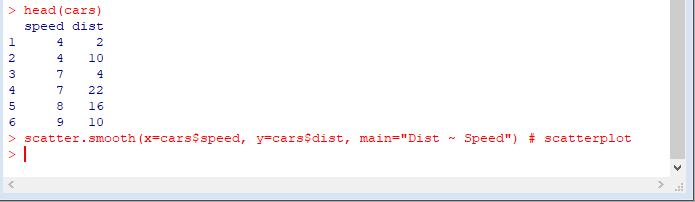 > head(cars)
  speed dist
1     4    2
2     4   10
3     7    4
4     7   22
5     8   16
6     9   10
> scatter.smooth(x=cars$speed, y=cars$dist, main="Dist ~ Speed") # scatterplot
>